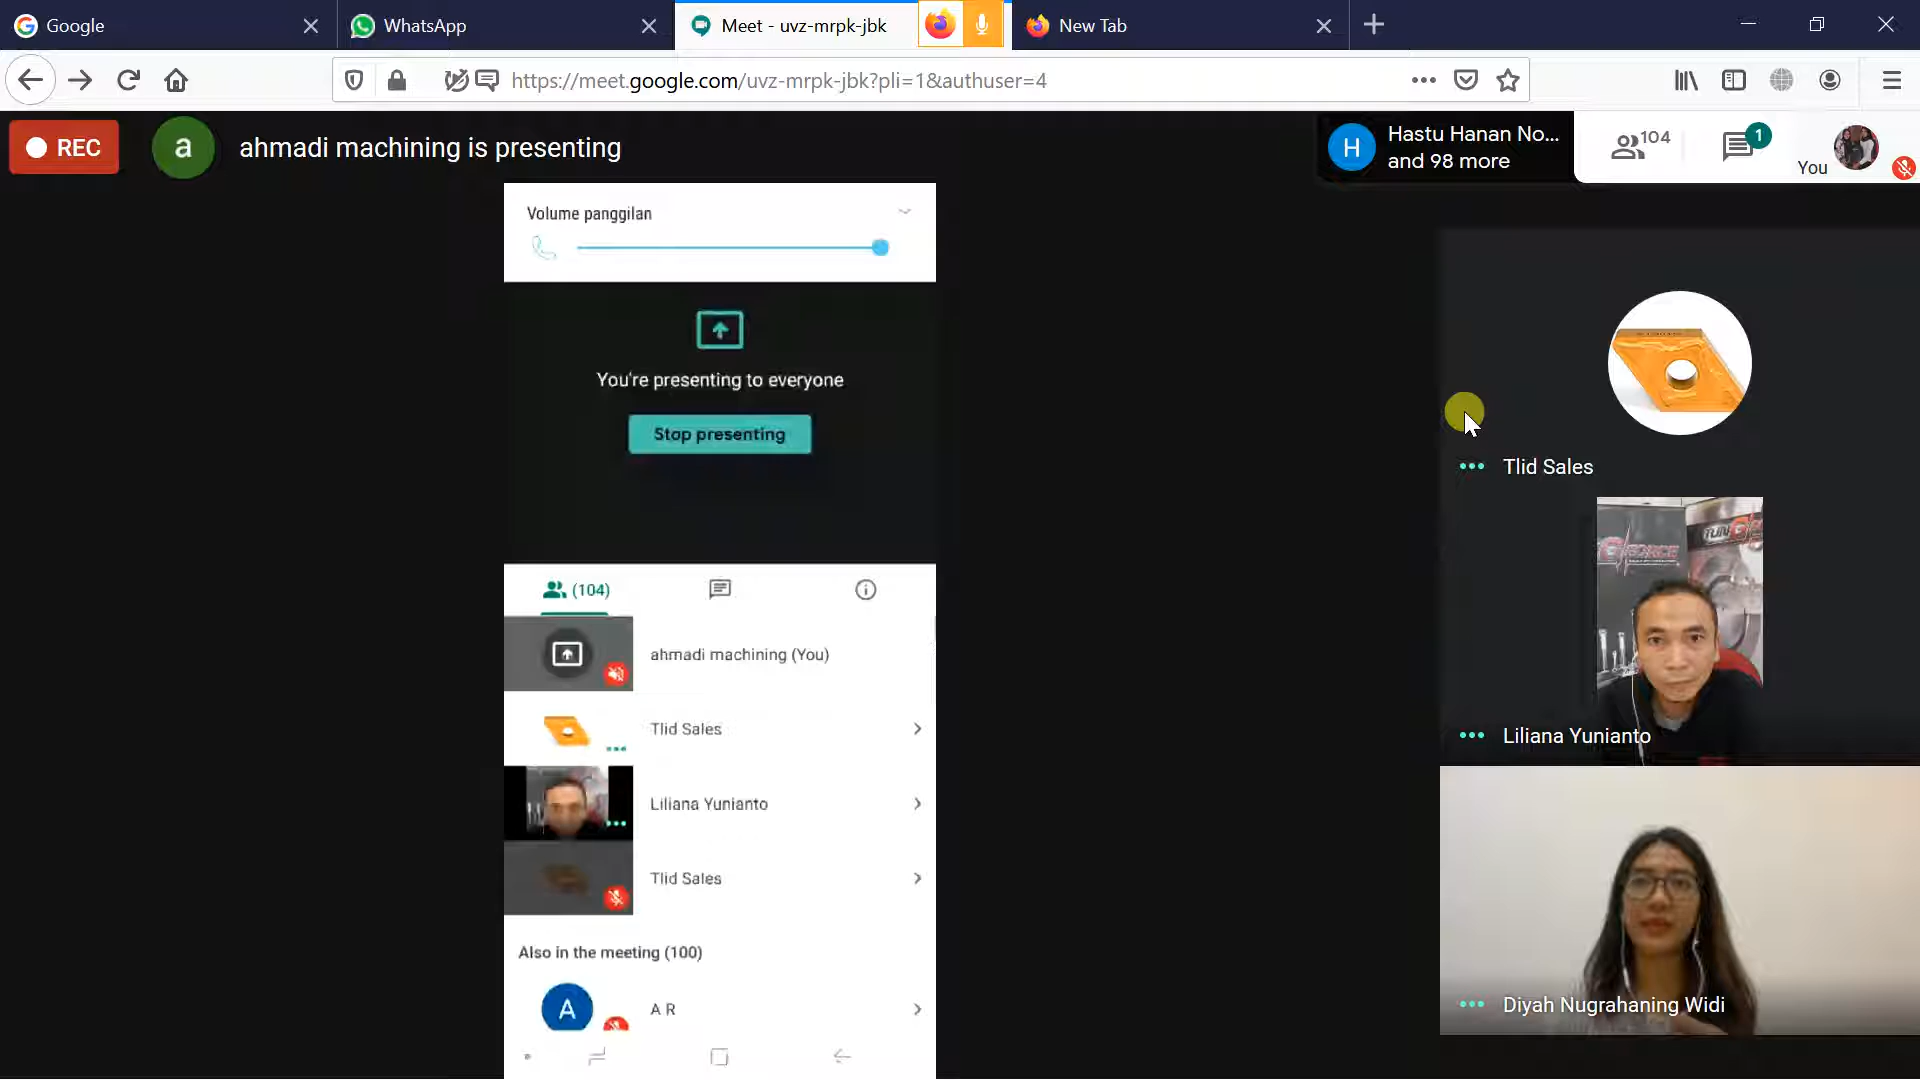 Google
WhatsApp
Meet - uvz-mrpk-jbk
New Tab
https://meet.google.com/uvz-mrpk-jbk?pli=1&authuser=4
REC
a
ahmadi machining is presenting
H
Hastu Hanan No...
and 98 more
104
1
You
Volume panggilan
You're presenting to everyone
Stop presenting
(104)
ahmadi machining (You)
Tlid Sales
Liliana Yunianto
Tlid Sales
Also in the meeting (100)
A
A R
Tlid Sales
Liliana Yunianto
Diyah Nugrahaning Widi